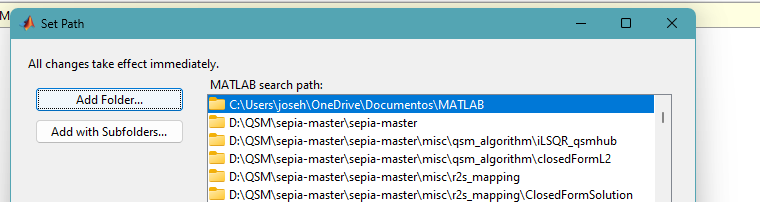 M
Set Path
All changes take effect immediately.
MATLAB search path:
Add Folder...
C:\Users\joseh\OneDrive\Documentos\MATLAB
D:\QSM\sepia-master\sepia-master
Add with Subfolders...
D:\QSM\sepia-master\sepia-master\misc\qsm_algorithm\iLSQR_qsmhub
D:\QSM\sepia-master\sepia-master\misc\qsm_algorithm\closedFormL2
D:\QSM\sepia-master\sepia-master\misc\r2s_mapping
D:\QSM\sepia-master\sepia-master\misc\r2s_mapping\ClosedFormSolution